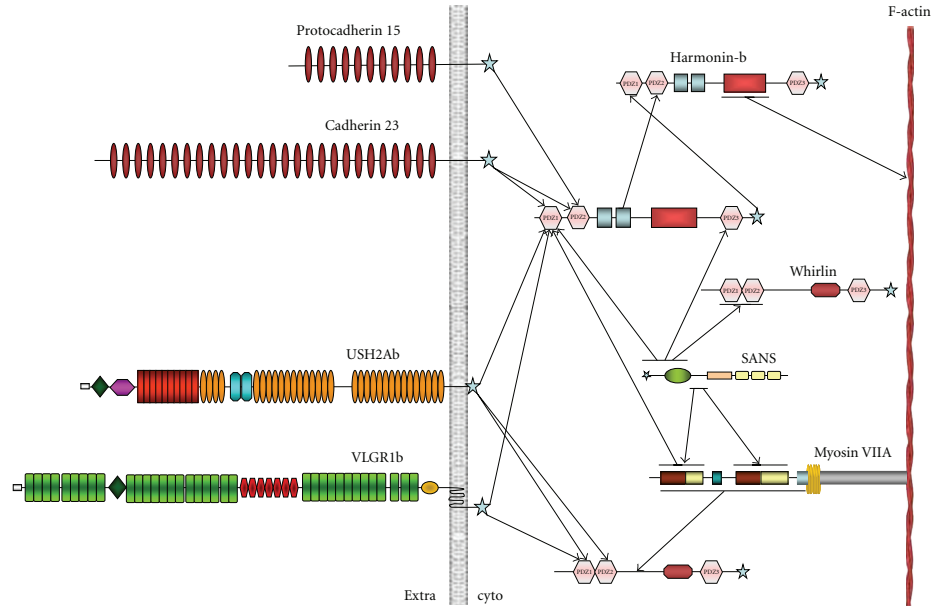 F-actin
Protocadherin 15
Harmonin-b
PDZ1 PDZ2 PDZ3
Cadherin 23
PDZ1 PDZ2 PDZ3
Whirlin
PDZ1 PDZ2 PDZ3
USH2Ab
SANS
VLGR1b
Myosin VIIA
PDZ1 PDZ2 PDZ3
Extra cyto